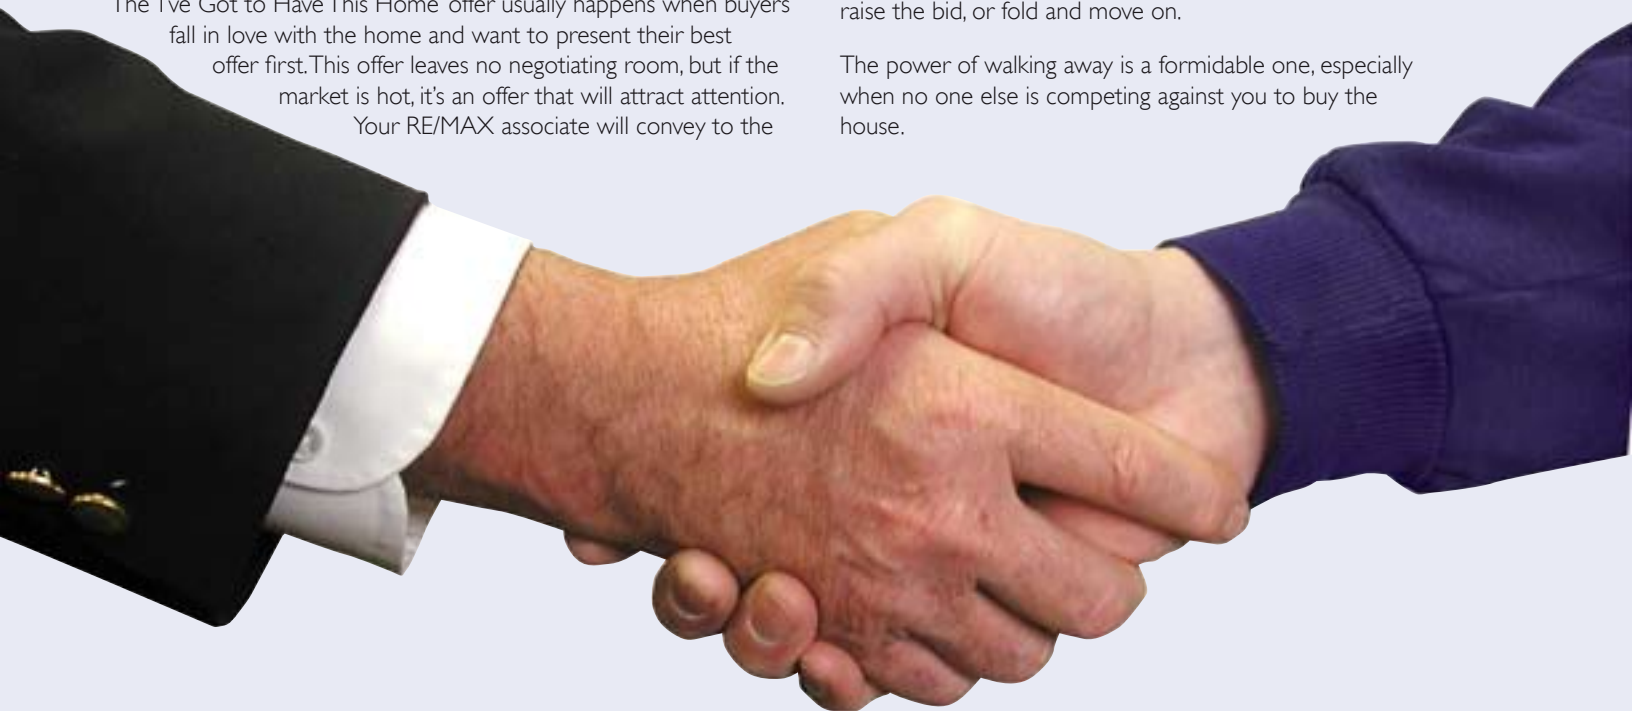 The 'I've Got to Have This Home' offer usually happens when buyers
fall in love with the home and want to present their best
offer first. This offer leaves no negotiating room, but if the
market is hot, it's an offer that will attract attention.
Your RE/MAX associate will convey to the
raise the bid, or fold and move on.
The power of walking away is a formidable one, especially
when no one else is competing against you to buy the
house.